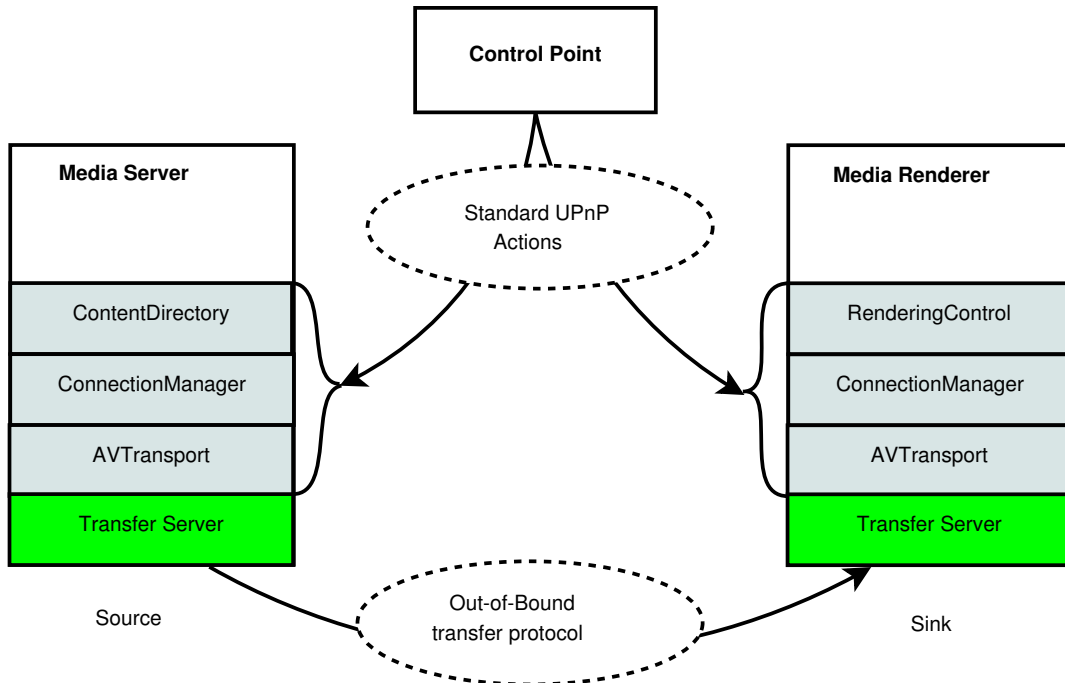 Control Point
Media Server
Media Renderer
Standard UPnP
Actions
ContentDirectory
ConnectionManager
AVTransport
Transfer Server
RenderingControl
ConnectionManager
AVTransport
Transfer Server
Source
Out-of-Bound
transfer protocol
Sink